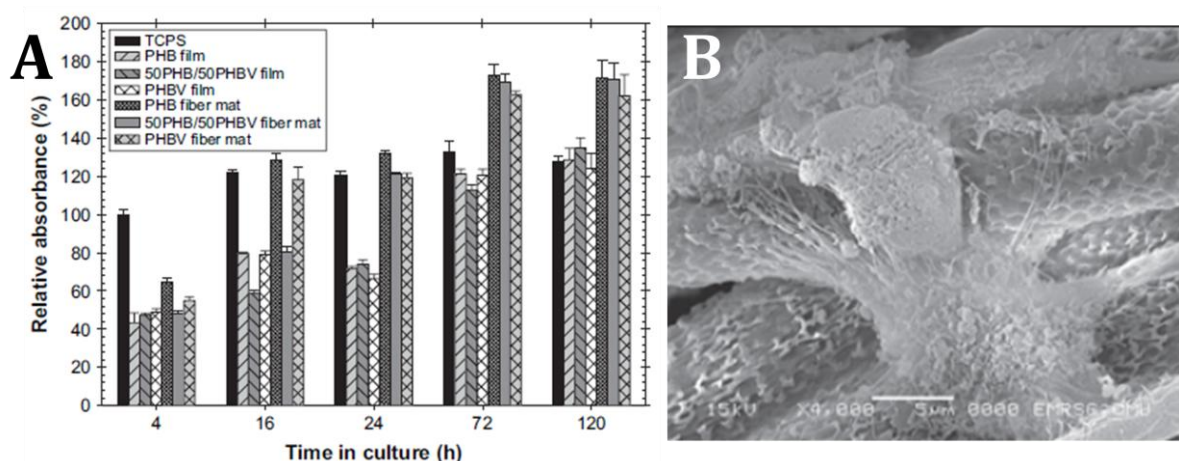 A
200
180
160
140
120
100
80
60
40
20
0
Relative absorbance (%)
TCPS
PHB film
50PHB/50PHBV film
PHBV film
PHB fiber mat
50PHB/50PHBV fiber mat
PHBV fiber mat
4 16 24 72 120
Time in culture (h)
B
15kV X4,000 5μm 0000 EMRSG,OMU